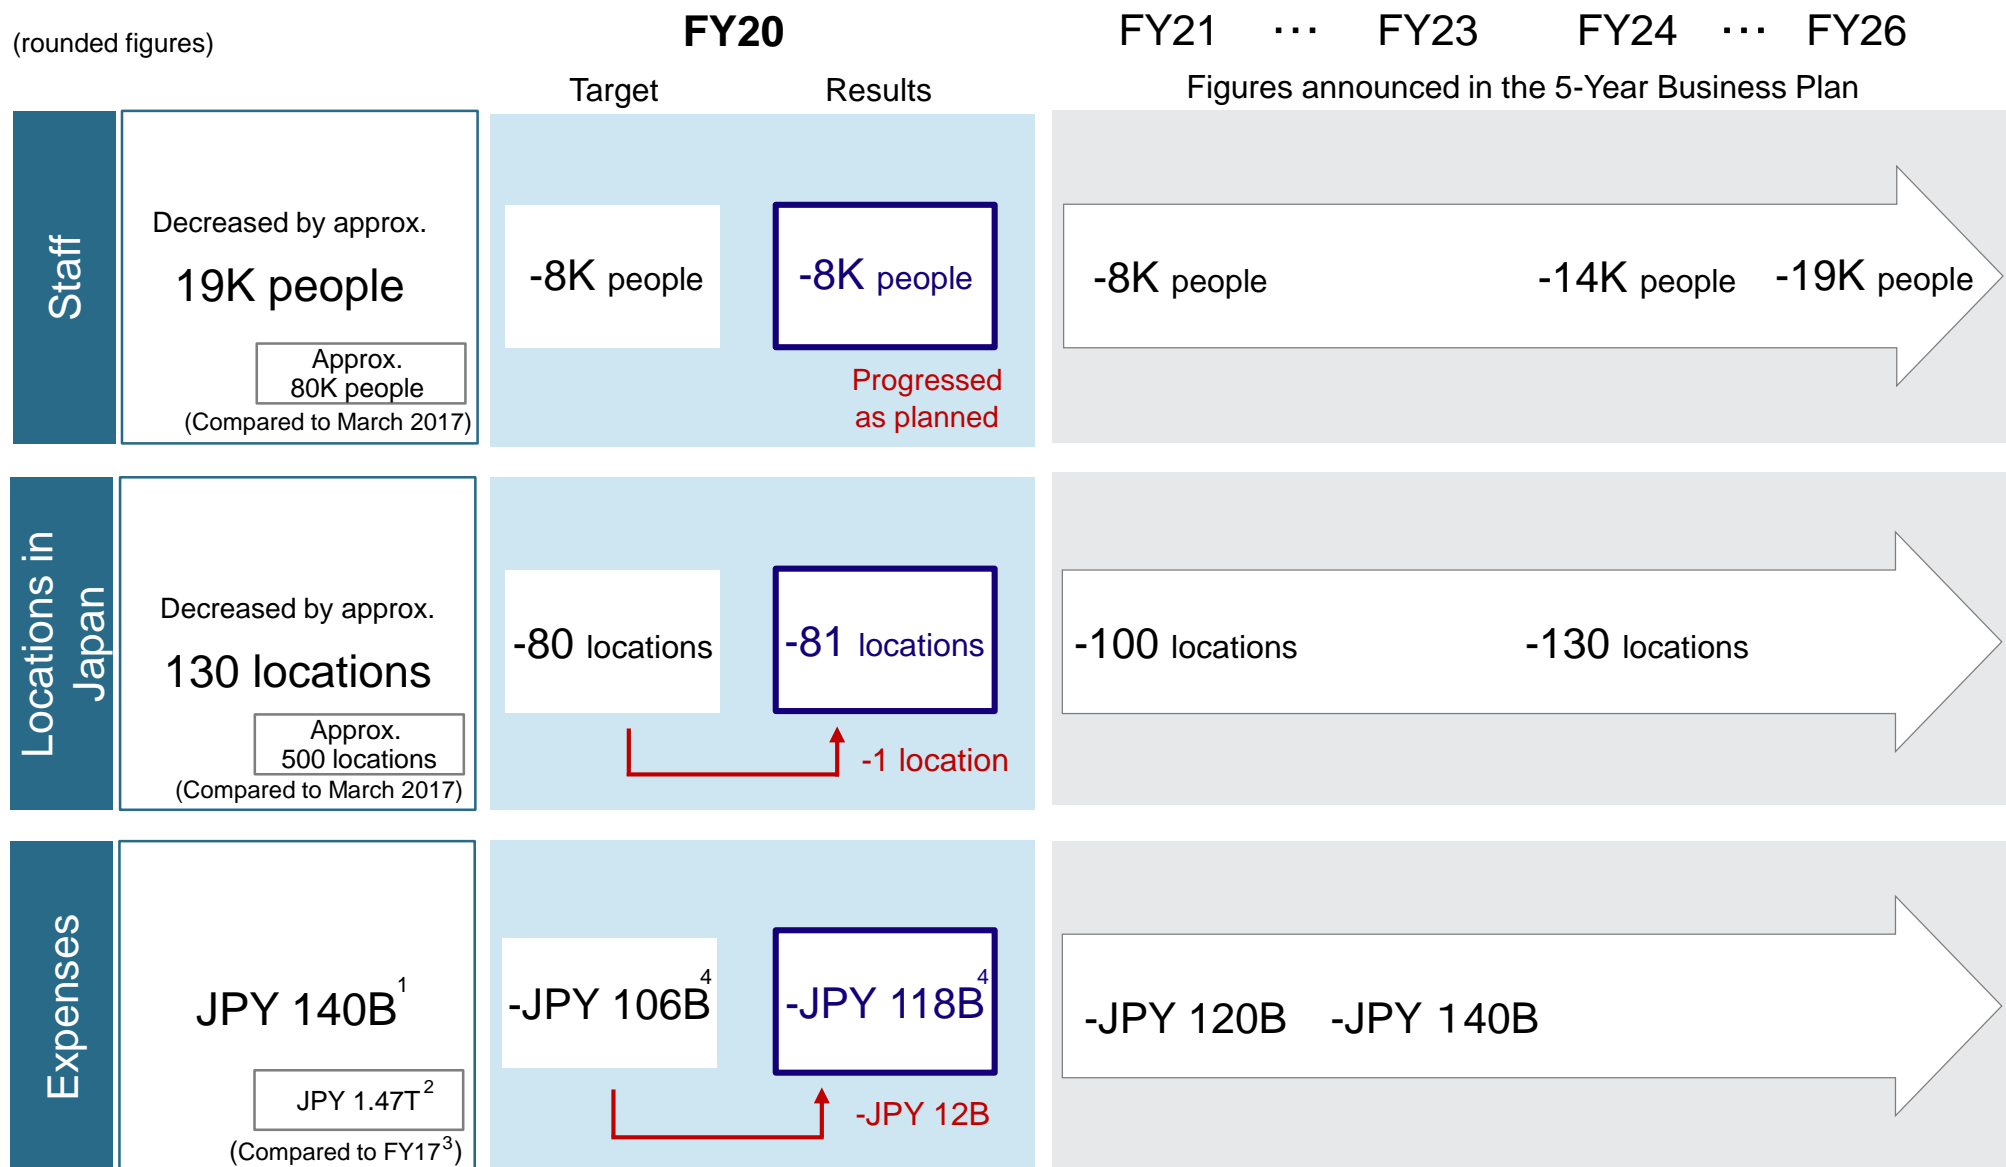 (rounded figures)
FY20
FY21 ··· FY23 FY24 ··· FY26
Target Results
Figures announced in the 5-Year Business Plan
Staff
Decreased by approx.
19K people
Approx.
80K people
(Compared to March 2017)
-8K people
-8K people
Progressed
as planned
-8K people
-14K people
-19K people
Locations in
Japan
Decreased by approx.
130 locations
Approx.
500 locations
(Compared to March 2017)
-80 locations
-81 locations
-1 location
-100 locations
-130 locations
Expenses
JPY 140B1
JPY 1.47T2
(Compared to FY173)
-JPY 106B4
-JPY 118B4
-JPY 12B
-JPY 120B
-JPY 140B